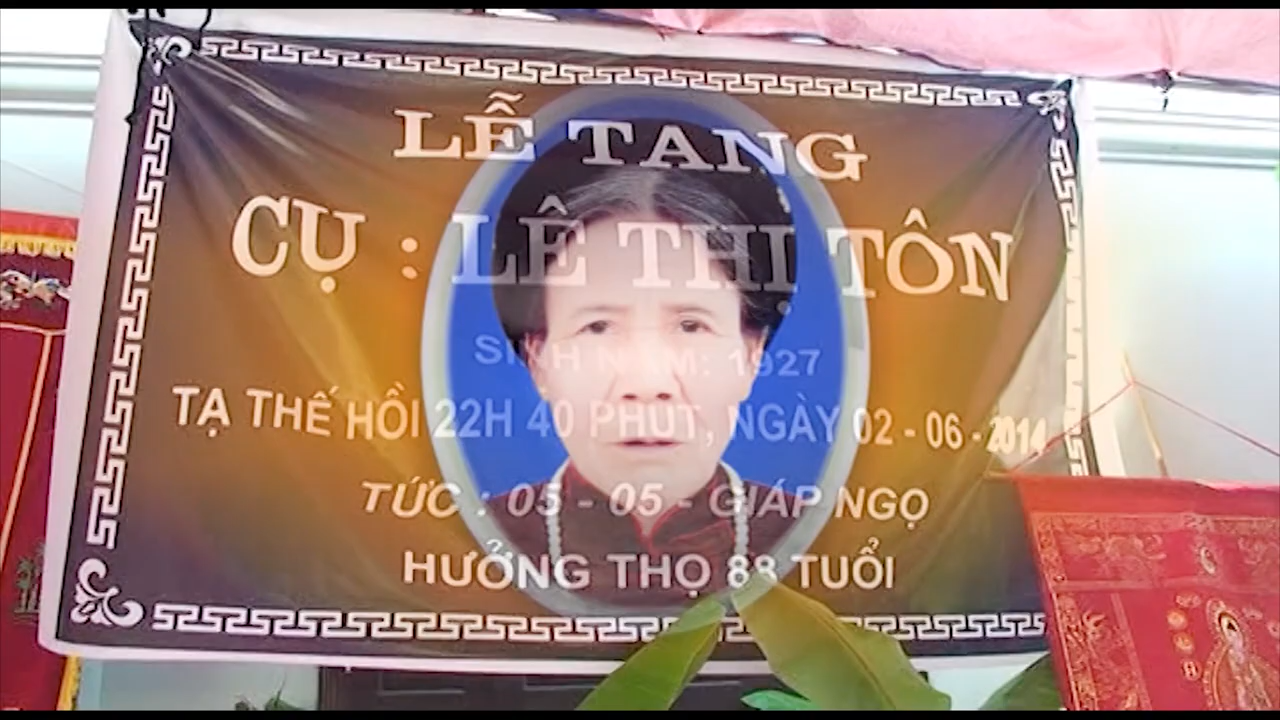 LỄ TANG
CỤ : LÊ THỊ TÔN
SINH NĂM: 1927
TẠ THẾ HỒI 22H 40 PHÚT, NGÀY 02 - 06 - 2014
TỨC : 05 - 05 - GIÁP NGỌ
HƯỞNG THỌ 88 TUỔI